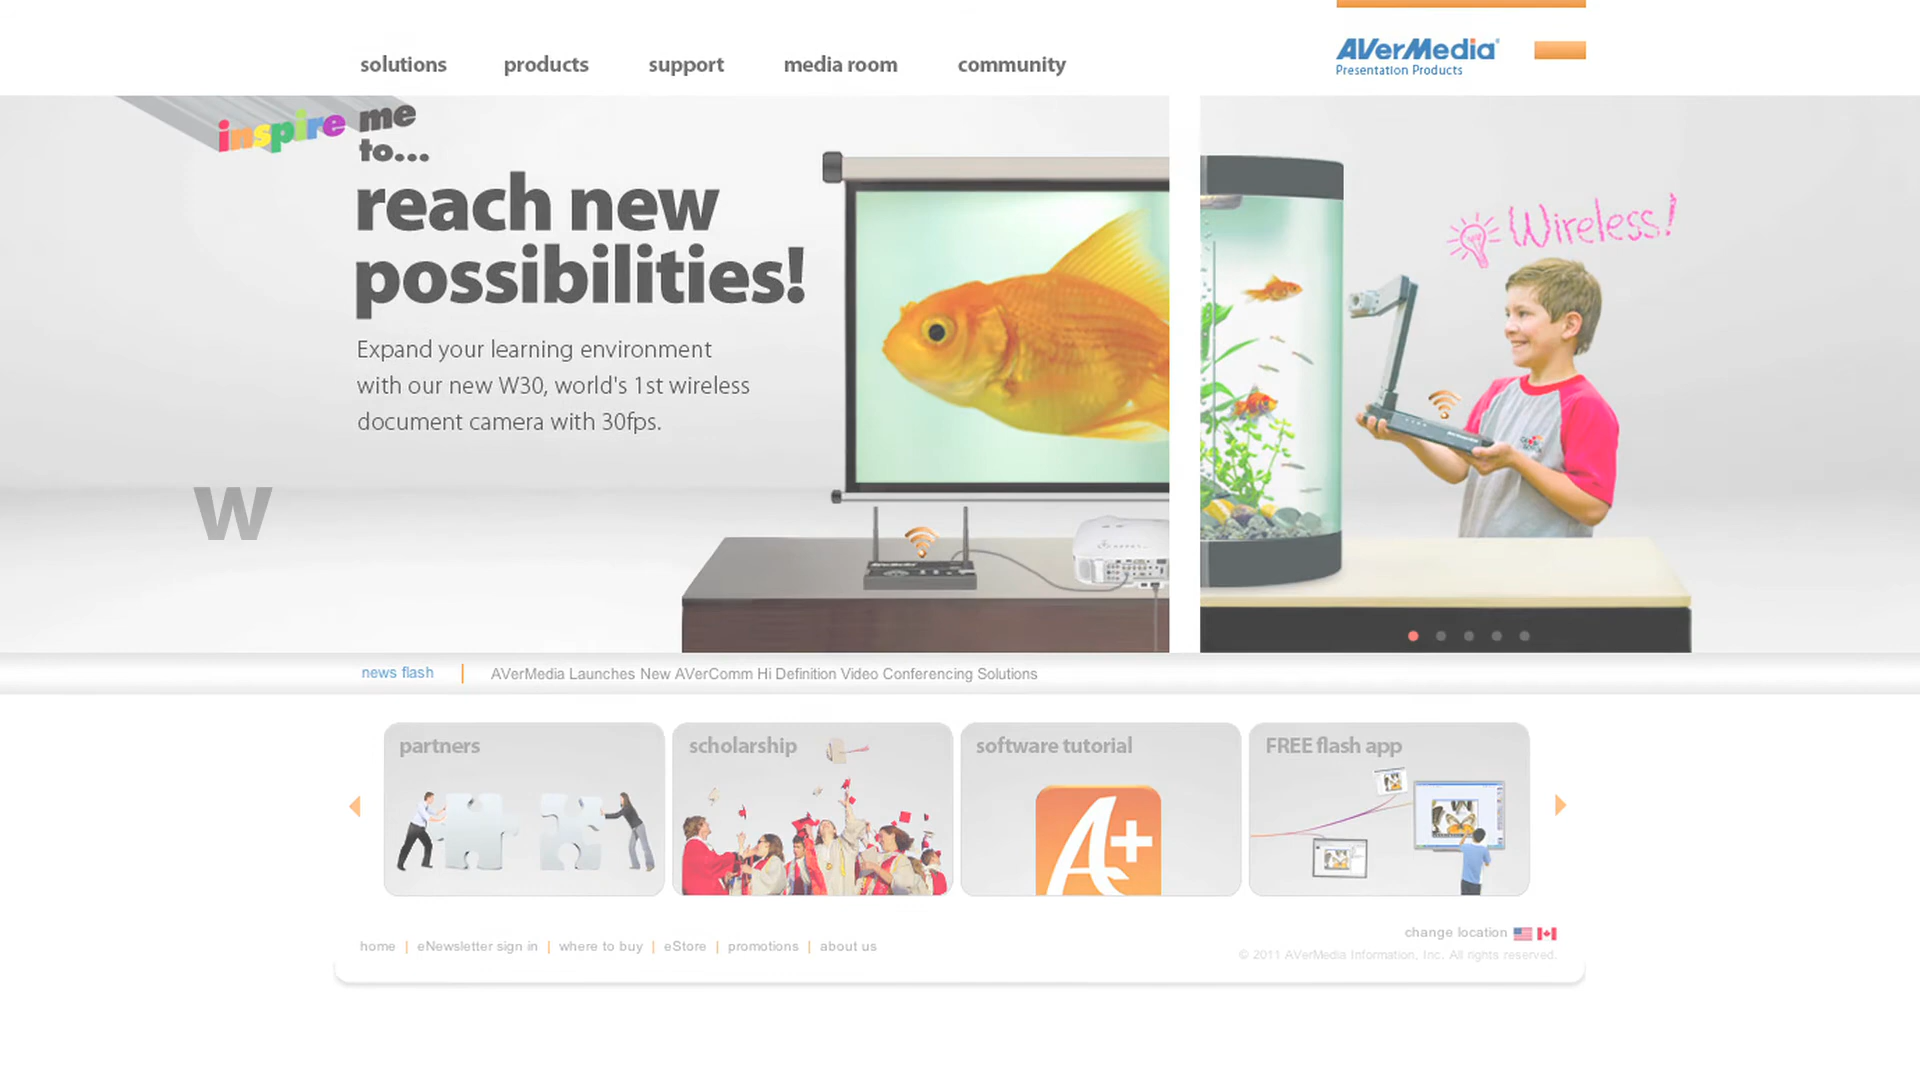 solutions products support media room community
AVerMedia®
Presentation Products
inspire me
to...
reach new
possibilities!
Wireless!
Expand your learning environment
with our new W30, world's 1st wireless
document camera with 30fps.
W
AVerMedia
news flash | AVerMedia Launches New AVerComm Hi Definition Video Conferencing Solutions
partners
scholarship
software tutorial
FREE flash app
A+
change location
home | eNewsletter sign in | where to buy | eStore | promotions | about us
© 2011 AVerMedia Information, Inc. All rights reserved.